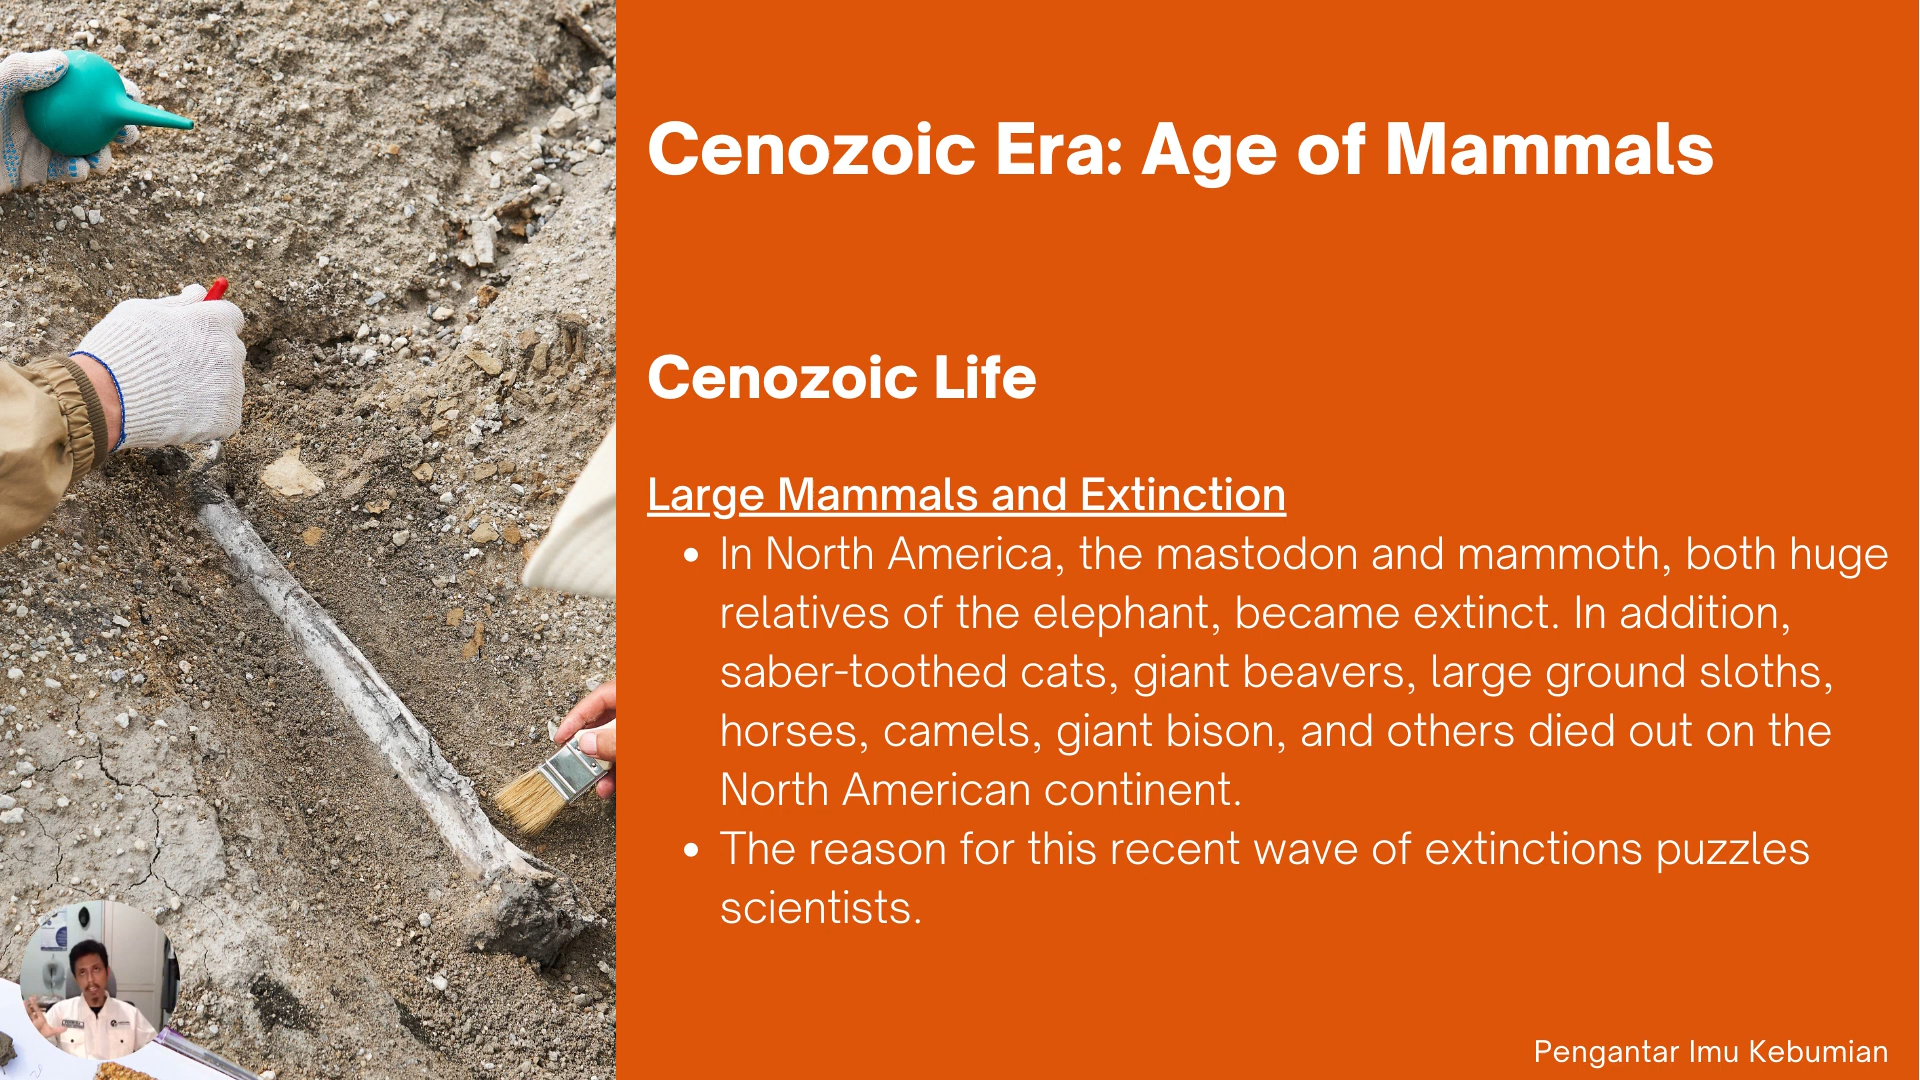 Cenozoic Era: Age of Mammals
Cenozoic Life
Large Mammals and Extinction
• In North America, the mastodon and mammoth, both huge
relatives of the elephant, became extinct. In addition,
saber-toothed cats, giant beavers, large ground sloths,
horses, camels, giant bison, and others died out on the
North American continent.
• The reason for this recent wave of extinctions puzzles
scientists.
Pengantar Imu Kebumian